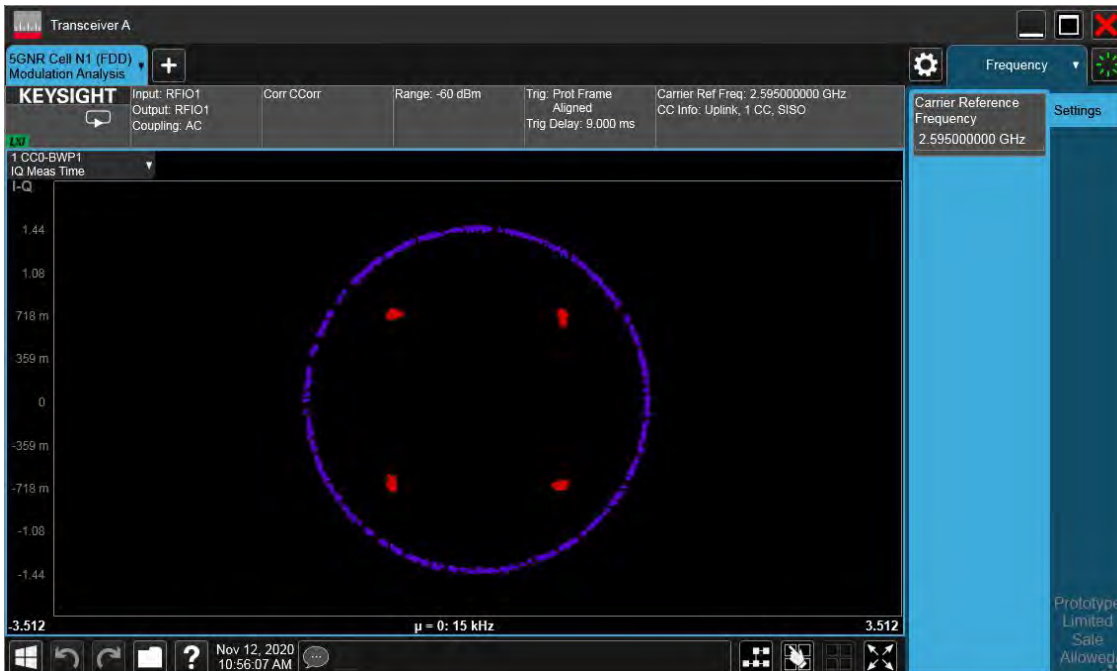 Transceiver A
5GNR Cell N1 (FDD)
Modulation Analysis
+
Frequency
KEYSIGHT
LXI
Input: RFIO1
Output: RFIO1
Coupling: AC
Corr CCorr
Range: -60 dBm
Trig: Prot Frame
Aligned
Trig Delay: 9.000 ms
Carrier Ref Freq: 2.595000000 GHz
CC Info: Uplink, 1 CC, SISO
Carrier Reference
Frequency
2.595000000 GHz
Settings
1 CC0-BWP1
IQ Meas Time
I-Q
1.44
1.08
718 m
359 m
0
-359 m
-718 m
-1.08
-1.44
-3.512
µ = 0: 15 kHz
3.512
Prototype
Limited
Sale
Allowed
?
Nov 12, 2020
10:56:07 AM